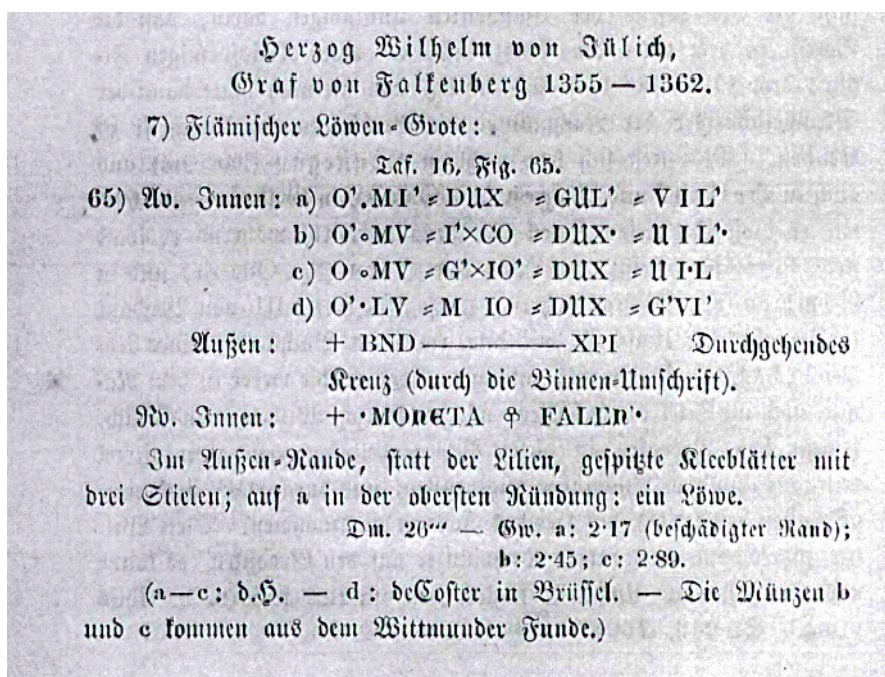 Herzog Wilhelm von Jülich,
Graf von Falkenberg 1355 — 1362.
7) Flämischer Löwen-Grote:
Taf. 16, Fig. 65.
65) Av. Innen: a) O'·MI' ⸗ DUX ⸗ GUL' ⸗ V I L'
b) O'·MV ⸗ I'×CO ⸗ DUX· ⸗ U I L'·
c) O∘MV ⸗ G'×IO' ⸗ DUX ⸗ U I·L
d) O'·LV ⸗ M IO ⸗ DUX ⸗ G'VI'
Außen: + BND ——— XPI Durchgehendes
Kreuz (durch die Binnen-Umschrift).
Rv. Innen: + ·MONETA FALEN'·
Im Außen-Rande, statt der Lilien, gespitzte Kleeblätter mit
drei Stielen; auf a in der obersten Ründung: ein Löwe.
Dm. 26''' — Gw. a: 2·17 (beschädigter Rand);
b: 2·45; c: 2·89.
(a—c: d.H. — d: deCoster in Brüssel. — Die Münzen b
und c kommen aus dem Wittmunder Funde.)